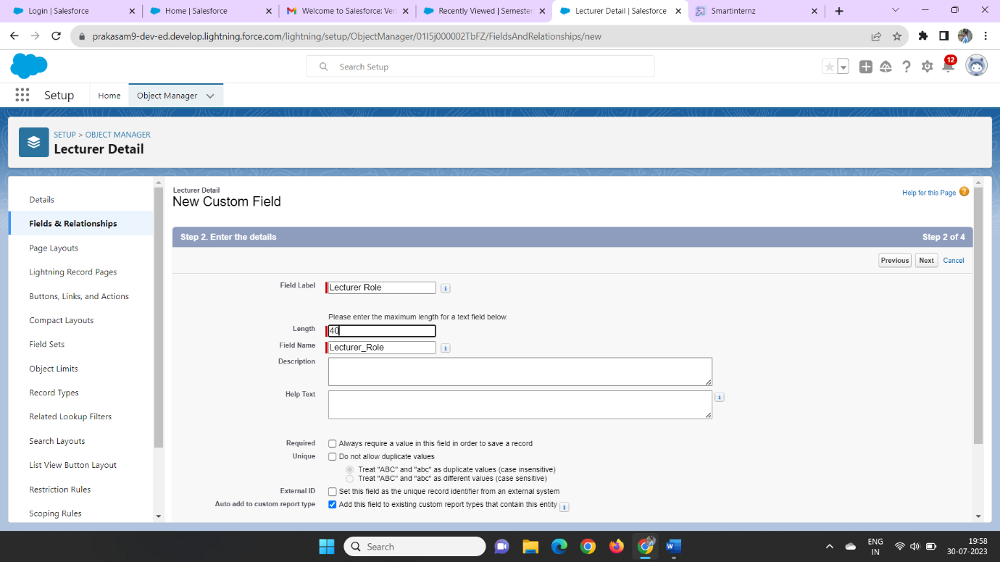 Login | Salesforce
Home | Salesforce
Welcome to Salesforce: Ver
Recently Viewed | Semester
Lecturer Detail | Salesforce
Smartinternz
prakasam9-dev-ed.develop.lightning.force.com/lightning/setup/ObjectManager/01I5j000002TbFZ/FieldsAndRelationships/new
Search Setup
12
Setup
Home
Object Manager
SETUP > OBJECT MANAGER
Lecturer Detail
Details
Fields & Relationships
Page Layouts
Lightning Record Pages
Buttons, Links, and Actions
Compact Layouts
Field Sets
Object Limits
Record Types
Related Lookup Filters
Search Layouts
List View Button Layout
Restriction Rules
Scoping Rules
Lecturer Detail
New Custom Field
Help for this Page ?
Step 2. Enter the details Step 2 of 4
Previous Next Cancel
Field Label Lecturer Role i
Please enter the maximum length for a text field below.
Length 40
Field Name Lecturer_Role i
Description
Help Text i
Required Always require a value in this field in order to save a record
Unique Do not allow duplicate values
Treat "ABC" and "abc" as duplicate values (case insensitive)
Treat "ABC" and "abc" as different values (case sensitive)
External ID Set this field as the unique record identifier from an external system
Auto add to custom report type Add this field to existing custom report types that contain this entity i
Search
W
ENG
IN
19:58
30-07-2023